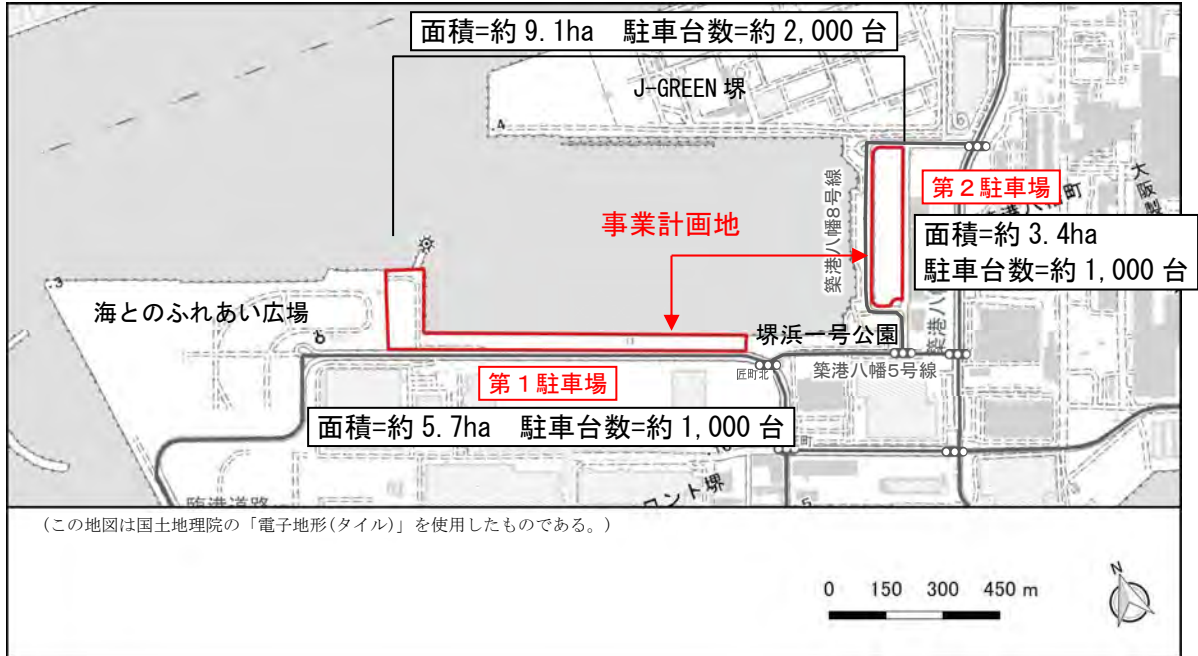 面積=約 9.1ha 駐車台数=約 2,000 台
J-GREEN 堺
.4
第2駐車場
大阪製
面積=約 3.4ha
駐車台数=約 1,000 台
築港八幡8号線
事業計画地
.3
海とのふれあい広場
堺浜一号公園
築港八幡5号線
匠町北
第1駐車場
面積=約 5.7ha 駐車台数=約 1,000 台
臨港道路
(この地図は国土地理院の「電子地形(タイル)」を使用したものである。)
0 150 300 450 m
N